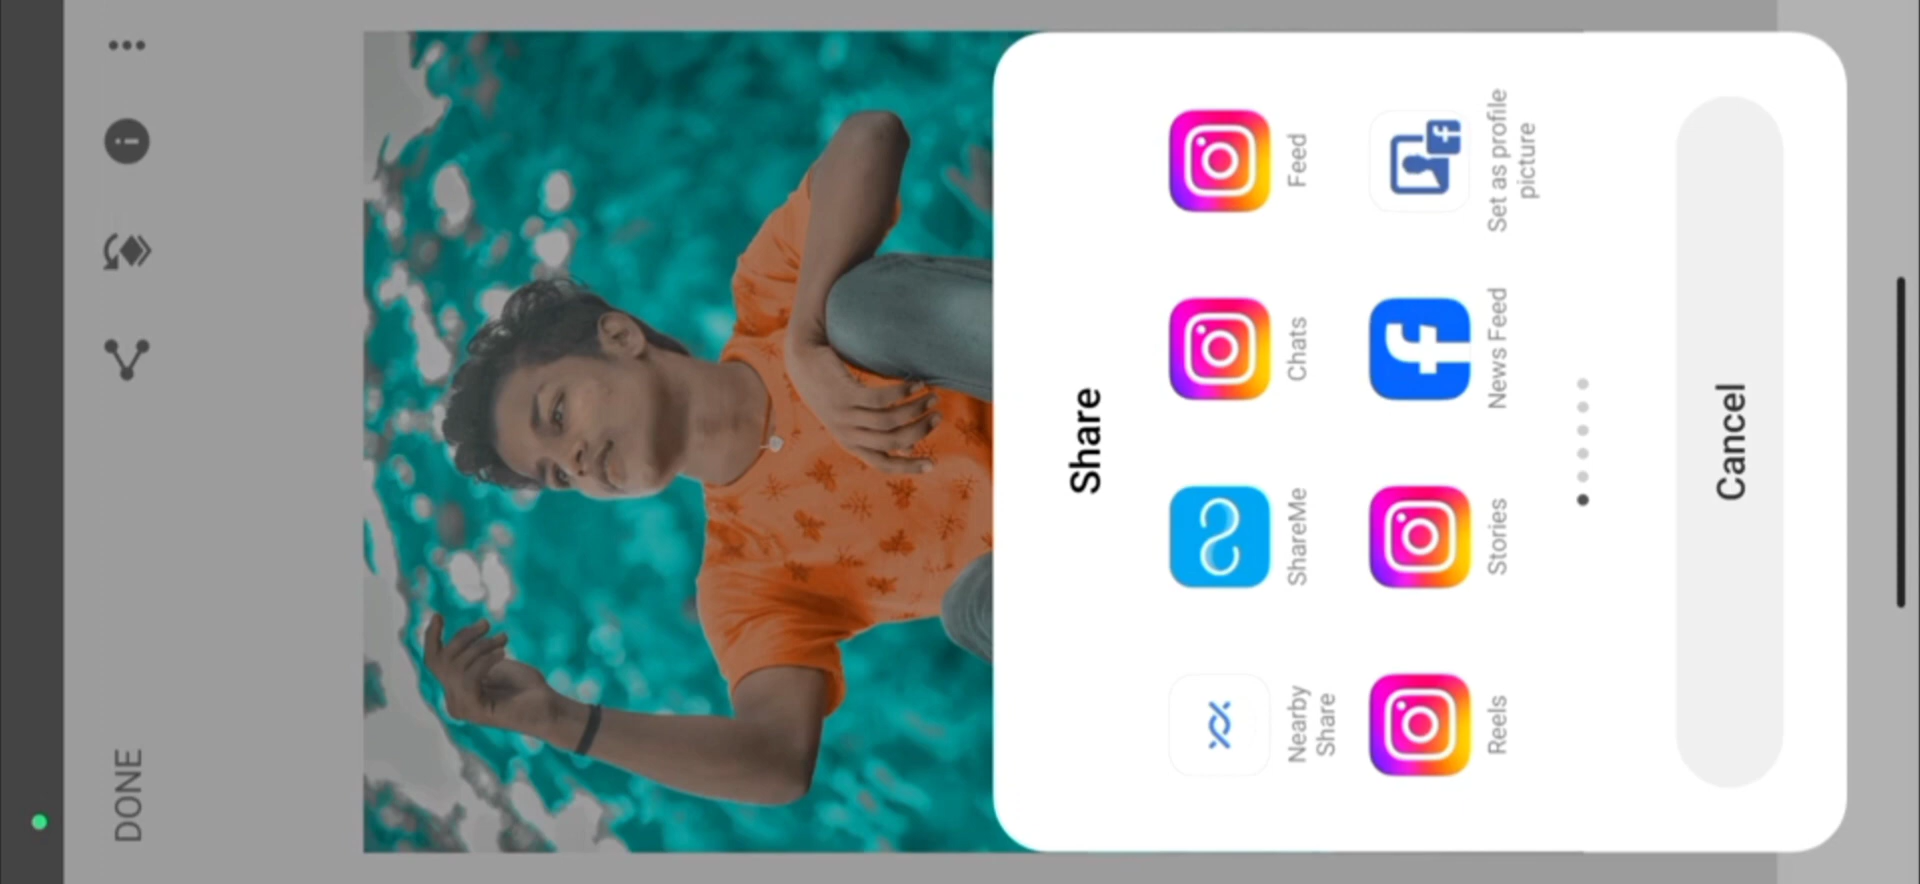 DONE
Share
Nearby
Share
ShareMe
Chats
Feed
Reels
Stories
News Feed
Set as profile
picture
Cancel